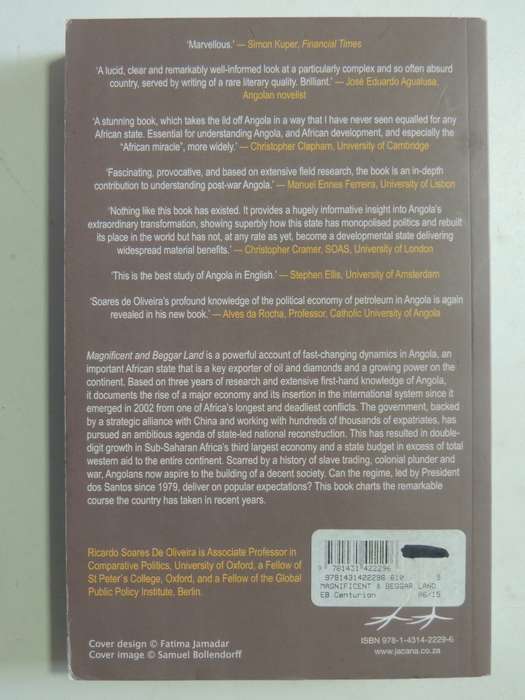 ‘Marvellous.’ — Simon Kuper, Financial Times
‘A lucid, clear and remarkably well-informed look at a particularly complex and so often absurd
country, served by writing of a rare literary quality. Brilliant.’ — José Eduardo Agualusa,
Angolan novelist
‘A stunning book, which takes the lid off Angola in a way that I have never seen equalled for any
African state. Essential for understanding Angola, and African development, and especially the
“African miracle”, more widely.’ — Christopher Clapham, University of Cambridge
‘Fascinating, provocative, and based on extensive field research, the book is an in-depth
contribution to understanding post-war Angola.’ — Manuel Ennes Ferreira, University of Lisbon
‘Nothing like this book has existed. It provides a hugely informative insight into Angola’s
extraordinary transformation, showing superbly how this state has monopolised politics and rebuilt
its place in the world but has not, at any rate as yet, become a developmental state delivering
widespread material benefits.’ — Christopher Cramer, SOAS, University of London
‘This is the best study of Angola in English.’ — Stephen Ellis, University of Amsterdam
‘Soares de Oliveira’s profound knowledge of the political economy of petroleum in Angola is again
revealed in his new book.’ — Alves da Rocha, Professor, Catholic University of Angola
Magnificent and Beggar Land is a powerful account of fast-changing dynamics in Angola, an
important African state that is a key exporter of oil and diamonds and a growing power on the
continent. Based on three years of research and extensive first-hand knowledge of Angola,
it documents the rise of a major economy and its insertion in the international system since it
emerged in 2002 from one of Africa’s longest and deadliest conflicts. The government, backed
by a strategic alliance with China and working with hundreds of thousands of expatriates, has
pursued an ambitious agenda of state-led national reconstruction. This has resulted in double-
digit growth in Sub-Saharan Africa’s third largest economy and a state budget in excess of total
western aid to the entire continent. Scarred by a history of slave trading, colonial plunder and
war, Angolans now aspire to the building of a decent society. Can the regime, led by President
dos Santos since 1979, deliver on popular expectations? This book charts the remarkable
course the country has taken in recent years.
Ricardo Soares De Oliveira is Associate Professor in
Comparative Politics, University of Oxford, a Fellow of
St Peter’s College, Oxford, and a Fellow of the Global
Public Policy Institute, Berlin.
9 781431 422296
9781431422296 010 3
MAGNIFICENT & BEGGAR LAND
EB Centurion 06/15
ISBN 978-1-4314-2229-6
www.jacana.co.za
Cover design © Fatima Jamadar
Cover image © Samuel Bollendorff